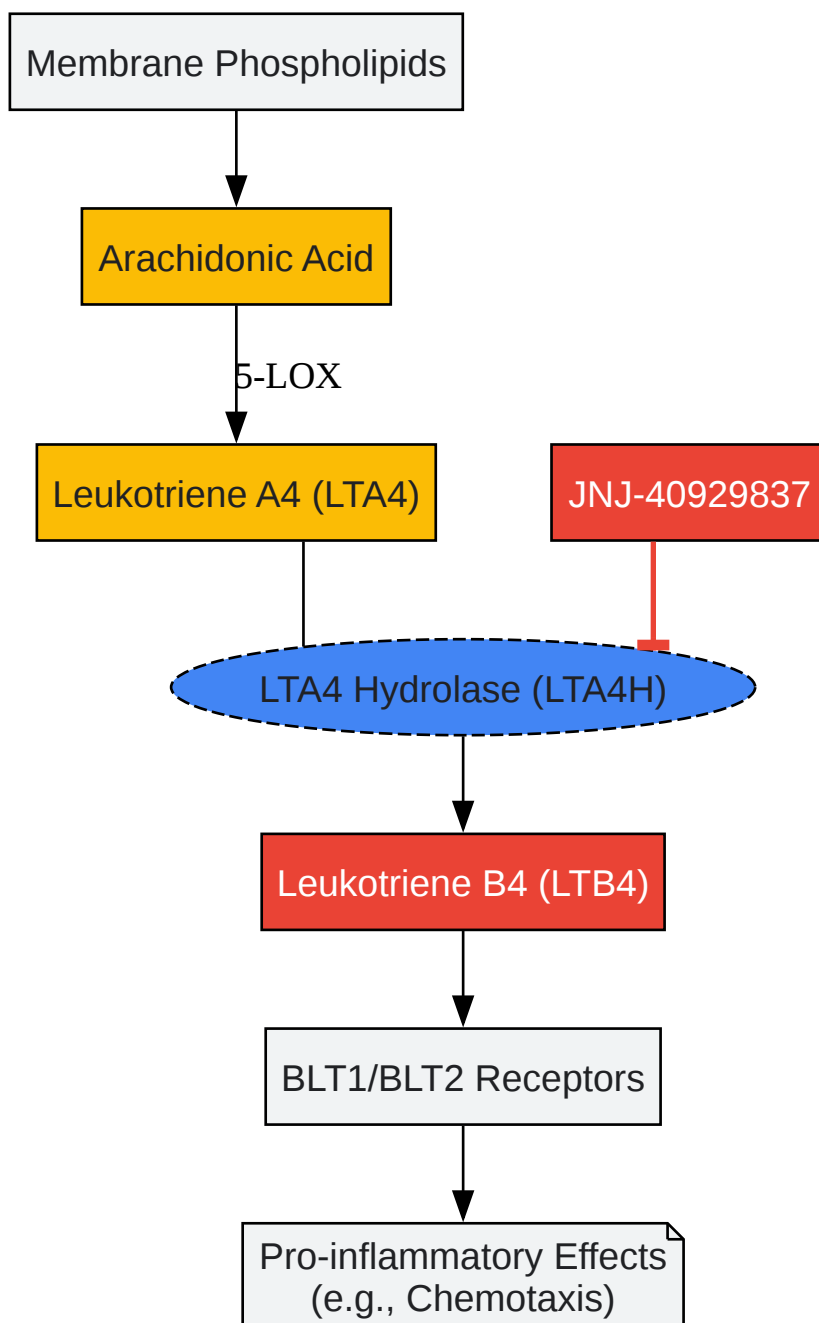 Membrane Phospholipids
Arachidonic Acid
5-LOX
Leukotriene A4 (LTA4)
JNJ-40929837
LTA4 Hydrolase (LTA4H)
Leukotriene B4 (LTB4)
BLT1/BLT2 Receptors
Pro-inflammatory Effects
(e.g., Chemotaxis)